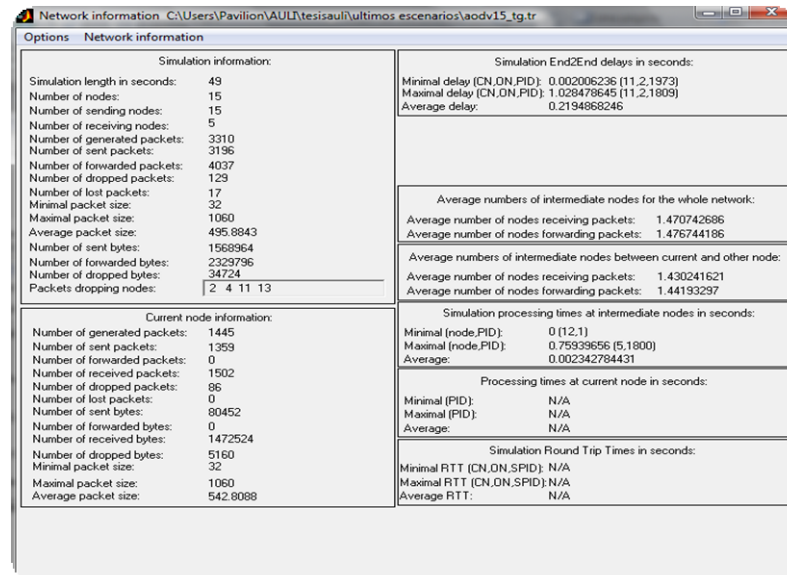 Network information C:\Users\Pavilion\AULI\tesisauli\ultimos escenarios\aodv15_tg.tr
Options Network information
Simulation information:
Simulation length in seconds: 49
Number of nodes: 15
Number of sending nodes: 15
Number of receiving nodes: 5
Number of generated packets: 3310
Number of sent packets: 3196
Number of forwarded packets: 4037
Number of dropped packets: 129
Number of lost packets: 17
Minimal packet size: 32
Maximal packet size: 1060
Average packet size: 495.8843
Number of sent bytes: 1568964
Number of forwarded bytes: 2329796
Number of dropped bytes: 34724
Packets dropping nodes: 2 4 11 13
Current node information:
Number of generated packets: 1445
Number of sent packets: 1359
Number of forwarded packets: 0
Number of received packets: 1502
Number of dropped packets: 86
Number of lost packets: 0
Number of sent bytes: 80452
Number of forwarded bytes: 0
Number of received bytes: 1472524
Number of dropped bytes: 5160
Minimal packet size: 32
Maximal packet size: 1060
Average packet size: 542.8088
Simulation End2End delays in seconds:
Minimal delay (CN,ON,PID): 0.002006236 (11,2,1973)
Maximal delay (CN,ON,PID): 1.028478645 (11,2,1809)
Average delay: 0.2194868246
Average numbers of intermediate nodes for the whole network:
Average number of nodes receiving packets: 1.470742686
Average number of nodes forwarding packets: 1.476744186
Average numbers of intermediate nodes between current and other node:
Average number of nodes receiving packets: 1.430241621
Average number of nodes forwarding packets: 1.44193297
Simulation processing times at intermediate nodes in seconds:
Minimal (node,PID): 0 (12,1)
Maximal (node,PID): 0.75939656 (5,1800)
Average: 0.002342784431
Processing times at current node in seconds:
Minimal (PID): N/A
Maximal (PID): N/A
Average: N/A
Simulation Round Trip Times in seconds:
Minimal RTT (CN,ON,SPID): N/A
Maximal RTT (CN,ON,SPID): N/A
Average RTT: N/A